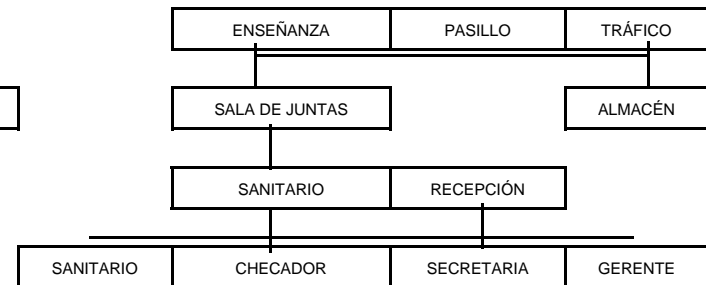 ENSEÑANZA PASILLO TRÁFICO
SALA DE JUNTAS ALMACÉN
SANITARIO RECEPCIÓN
SANITARIO CHECADOR SECRETARIA GERENTE